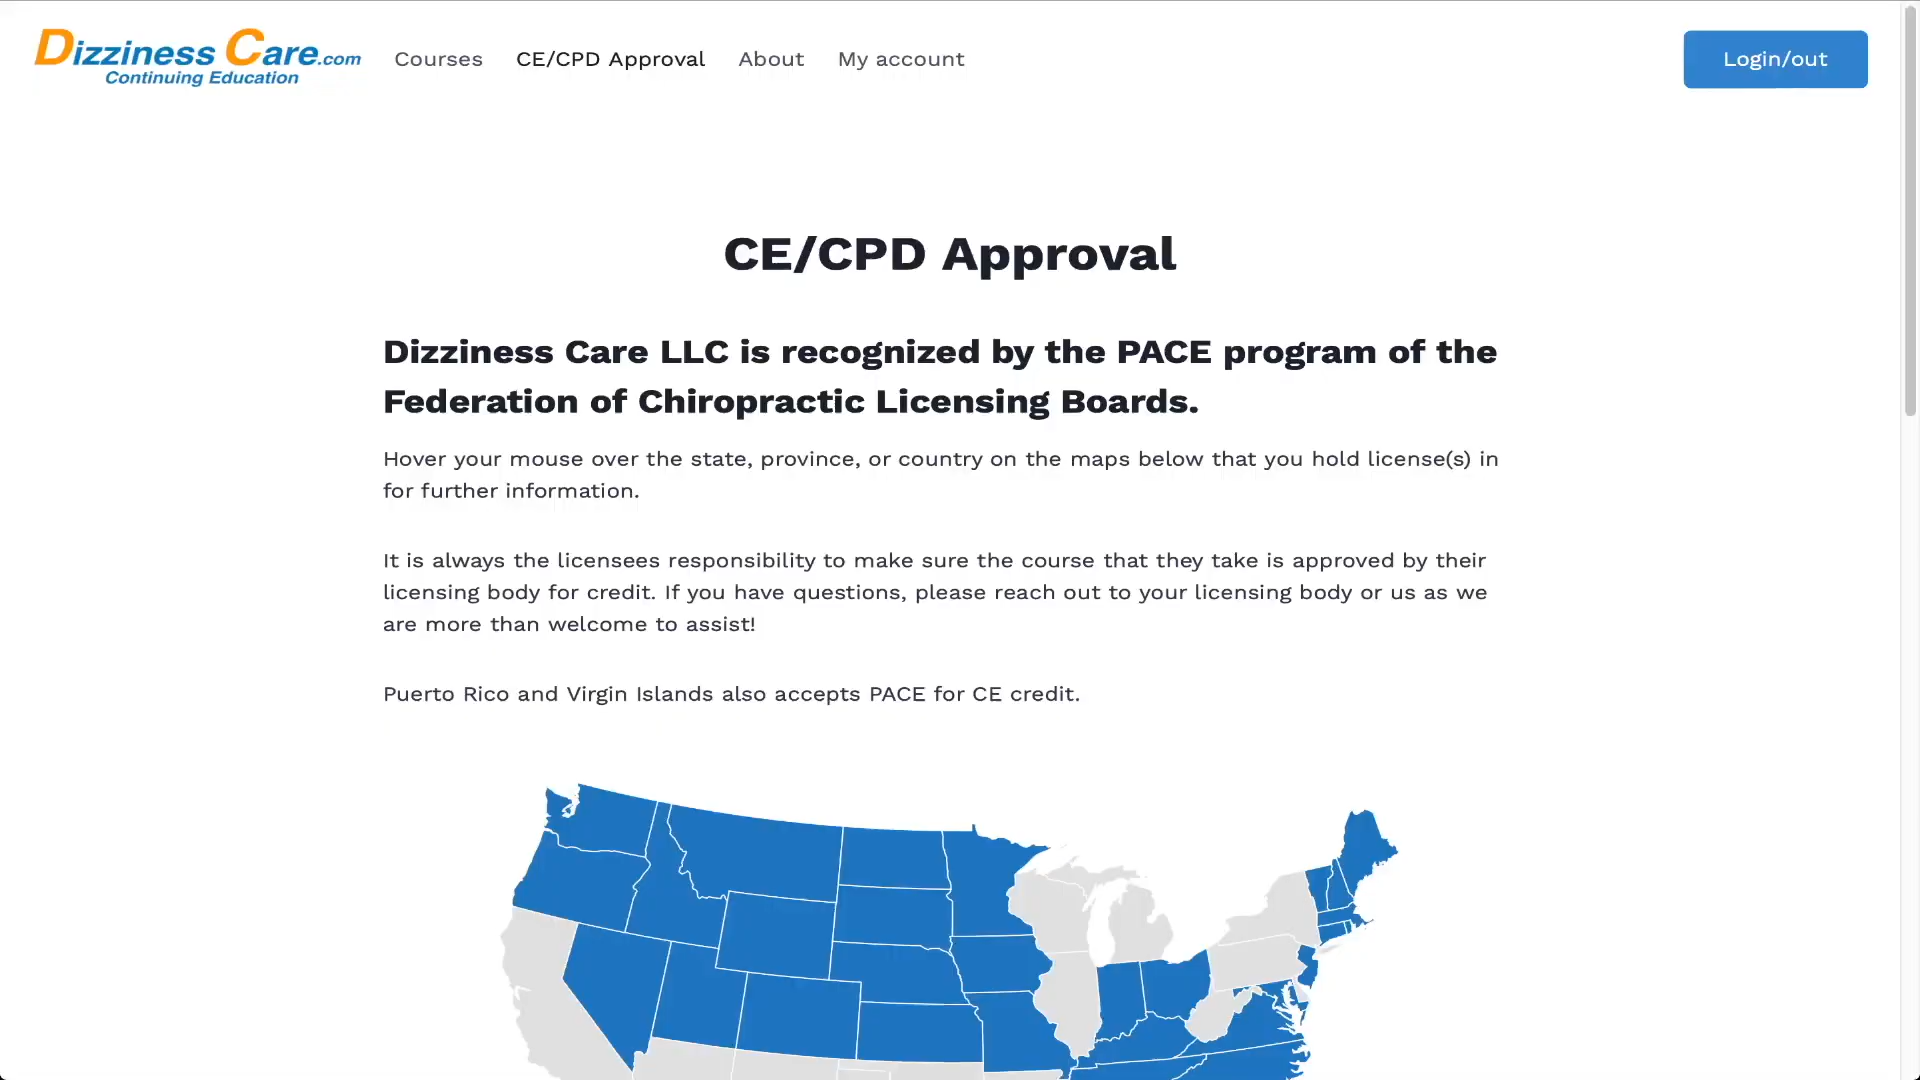 Dizziness Care.com
Continuing Education
Courses
CE/CPD Approval
About
My account
Login/out
CE/CPD Approval
Dizziness Care LLC is recognized by the PACE program of the
Federation of Chiropractic Licensing Boards.
Hover your mouse over the state, province, or country on the maps below that you hold license(s) in
for further information.
It is always the licensees responsibility to make sure the course that they take is approved by their
licensing body for credit. If you have questions, please reach out to your licensing body or us as we
are more than welcome to assist!
Puerto Rico and Virgin Islands also accepts PACE for CE credit.